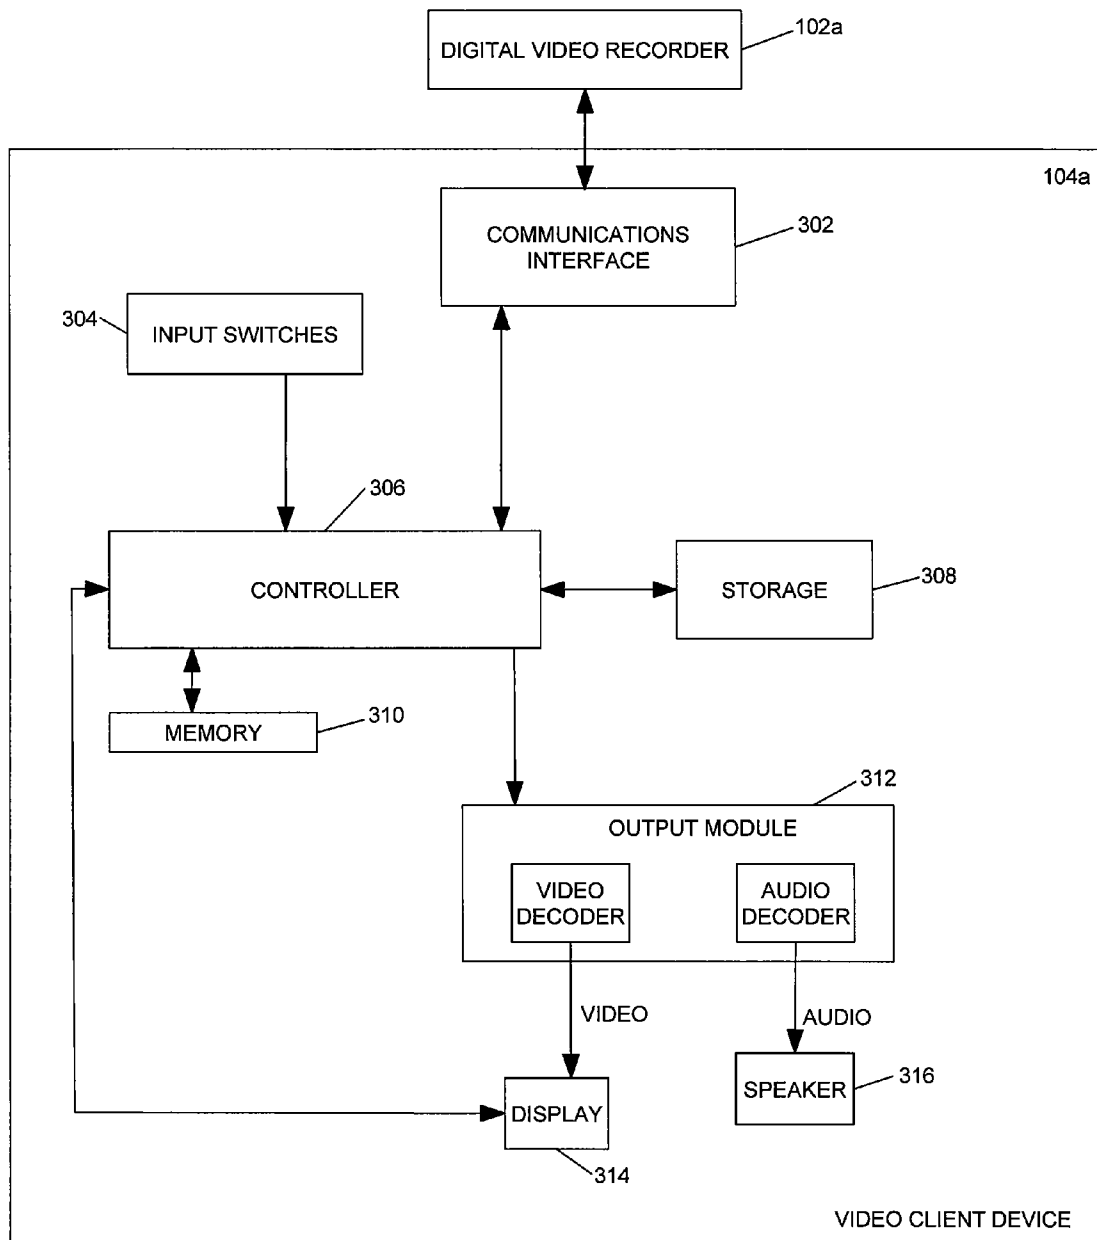 DIGITAL VIDEO RECORDER
102a
104a
COMMUNICATIONS
INTERFACE
302
304
INPUT SWITCHES
306
CONTROLLER
STORAGE
308
MEMORY
310
312
OUTPUT MODULE
VIDEO
DECODER
AUDIO
DECODER
VIDEO
AUDIO
DISPLAY
314
SPEAKER
316
VIDEO CLIENT DEVICE